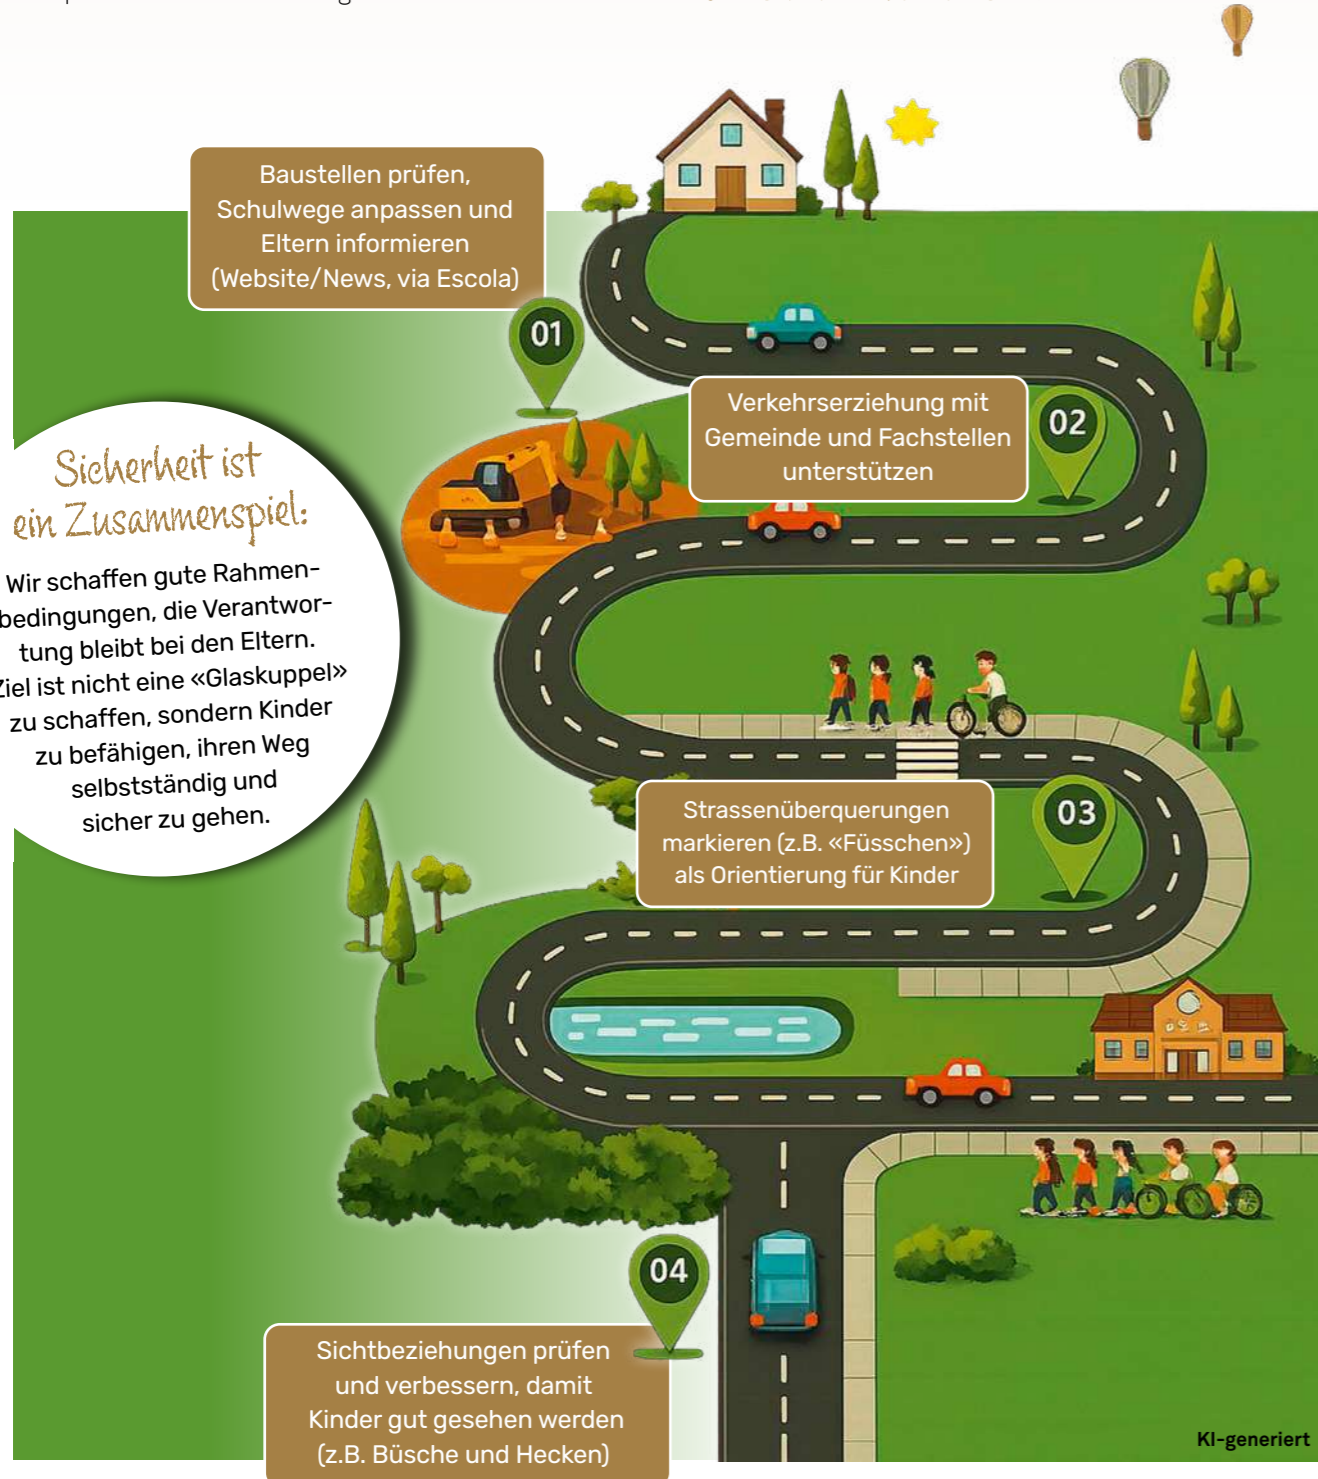 Baustellen prüfen,
Schulwege anpassen und
Eltern informieren
(Website/News, via Escola)
01
Verkehrserziehung mit
Gemeinde und Fachstellen
unterstützen
02
Sicherheit ist
ein Zusammenspiel:
Wir schaffen gute Rahmen-
bedingungen, die Verantwor-
tung bleibt bei den Eltern.
Ziel ist nicht eine «Glaskuppel»
zu schaffen, sondern Kinder
zu befähigen, ihren Weg
selbstständig und
sicher zu gehen.
Strassenüberquerungen
markieren (z.B. «Füsschen»)
als Orientierung für Kinder
03
04
Sichtbeziehungen prüfen
und verbessern, damit
Kinder gut gesehen werden
(z.B. Büsche und Hecken)
KI-generiert